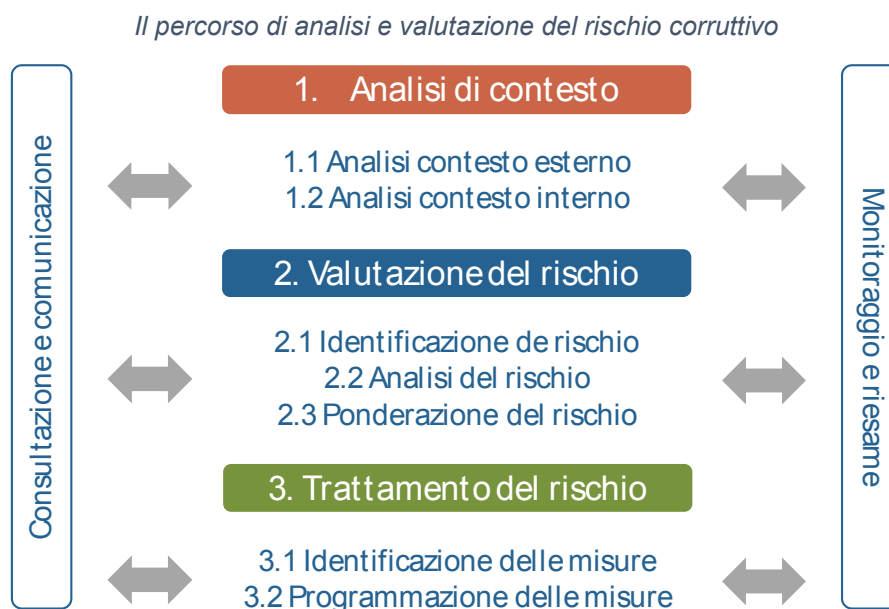 Il percorso di analisi e valutazione del rischio corruttivo
Consultazione e comunicazione
1. Analisi di contesto
1.1 Analisi contesto esterno
1.2 Analisi contesto interno
2. Valutazione del rischio
2.1 Identificazione de rischio
2.2 Analisi del rischio
2.3 Ponderazione del rischio
3. Trattamento del rischio
3.1 Identificazione delle misure
3.2 Programmazione delle misure
Monitoraggio e riesame